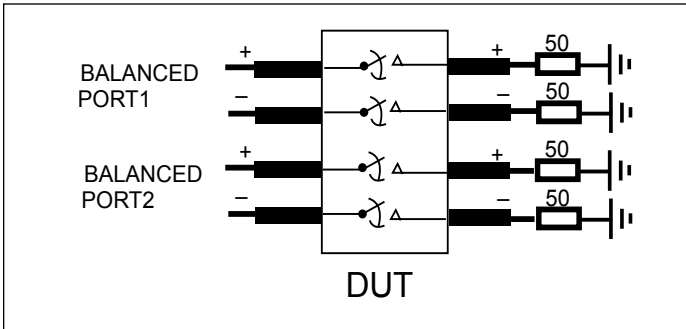 + + 50
BALANCED
PORT1
− − 50
+ + 50
BALANCED
PORT2
− − 50
DUT